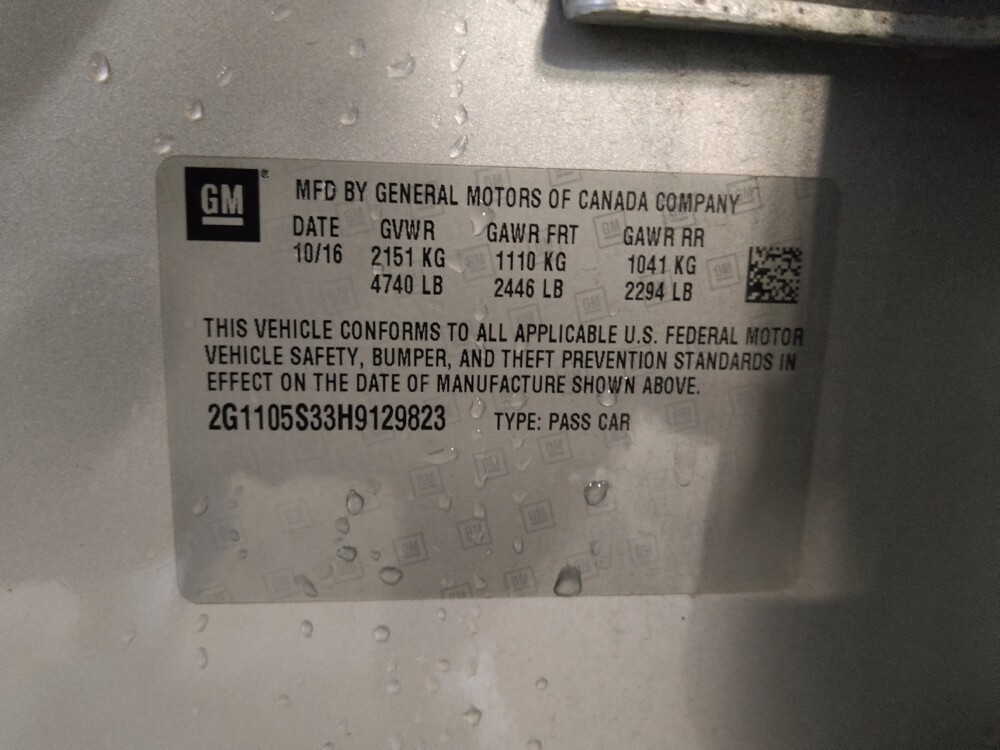 GM® MFD BY GENERAL MOTORS OF CANADA COMPANY
DATE GVWR GAWR FRT GAWR RR
10/16 2151 KG 1110 KG 1041 KG
4740 LB 2446 LB 2294 LB
THIS VEHICLE CONFORMS TO ALL APPLICABLE U.S. FEDERAL MOTOR
VEHICLE SAFETY, BUMPER, AND THEFT PREVENTION STANDARDS IN
EFFECT ON THE DATE OF MANUFACTURE SHOWN ABOVE.
2G1105S33H9129823 TYPE: PASS CAR